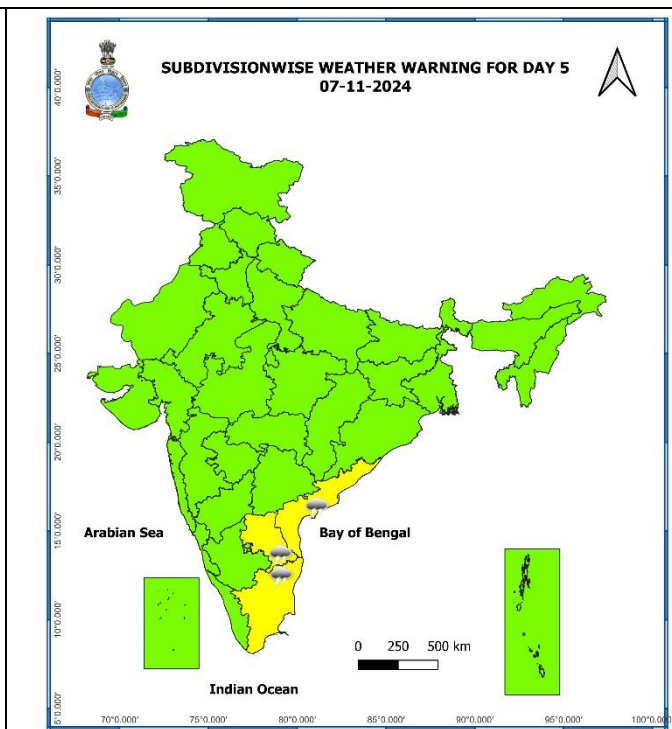 SUBDIVISIONWISE WEATHER WARNING FOR DAY 5
07-11-2024
40°0.000'
35°0.000'
30°0.000'
25°0.000'
20°0.000'
15°0.000'
10°0.000'
5°0.000'
Arabian Sea
Bay of Bengal
0 250 500 km
Indian Ocean
70°0.000' 75°0.000' 80°0.000' 85°0.000' 90°0.000' 95°0.000' 100°0.000'